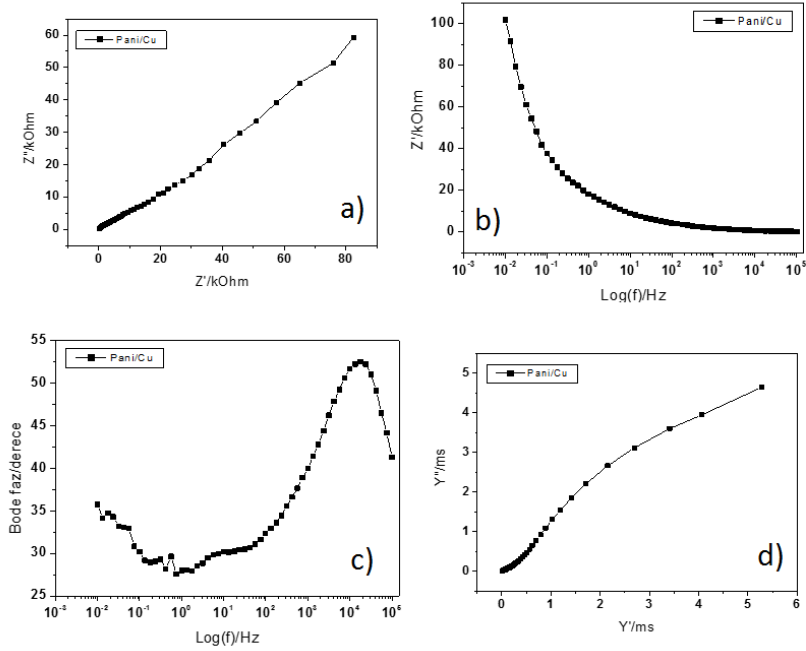 Pani/Cu
60
50
40
30
20
10
0
Z''/kOhm
0 20 40 60 80
Z'/kOhm
a)
Pani/Cu
100
80
60
40
20
0
Z'/kOhm
10⁻³ 10⁻² 10⁻¹ 10⁰ 10¹ 10² 10³ 10⁴ 10⁵
Log(f)/Hz
b)
Pani/Cu
55
50
45
40
35
30
25
Bode faz/derece
10⁻³ 10⁻² 10⁻¹ 10⁰ 10¹ 10² 10³ 10⁴ 10⁵
Log(f)/Hz
c)
Pani/Cu
5
4
3
2
1
0
Y''/ms
0 1 2 3 4 5 6
Y'/ms
d)